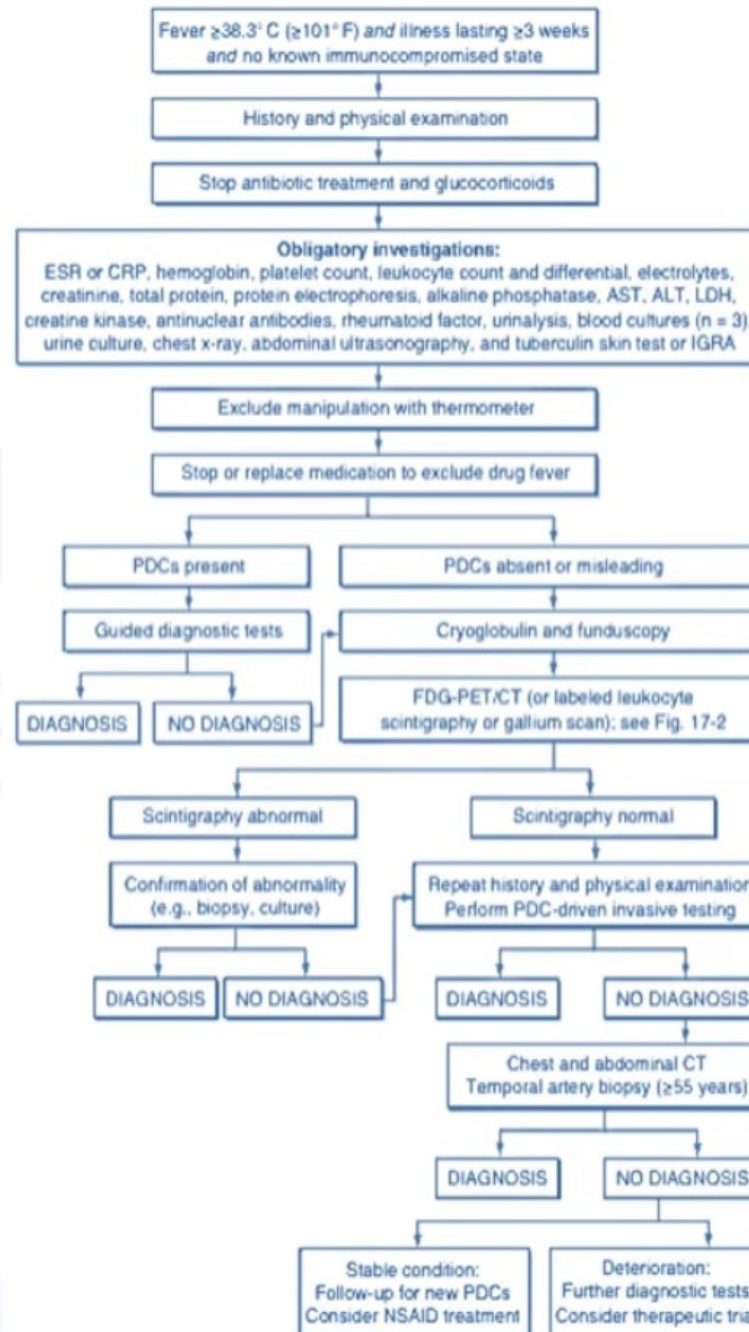 Fever ≥38.3° C (≥101° F) and illness lasting ≥3 weeks
and no known immunocompromised state
History and physical examination
Stop antibiotic treatment and glucocorticoids
Obligatory investigations:
ESR or CRP, hemoglobin, platelet count, leukocyte count and differential, electrolytes,
creatinine, total protein, protein electrophoresis, alkaline phosphatase, AST, ALT, LDH,
creatine kinase, antinuclear antibodies, rheumatoid factor, urinalysis, blood cultures (n = 3)
urine culture, chest x-ray, abdominal ultrasonography, and tuberculin skin test or IGRA
Exclude manipulation with thermometer
Stop or replace medication to exclude drug fever
PDCs present
PDCs absent or misleading
Guided diagnostic tests
Cryoglobulin and funduscopy
DIAGNOSIS
NO DIAGNOSIS
FDG-PET/CT (or labeled leukocyte
scintigraphy or gallium scan); see Fig. 17-2
Scintigraphy abnormal
Scintigraphy normal
Confirmation of abnormality
(e.g., biopsy, culture)
Repeat history and physical examination
Perform PDC-driven invasive testing
DIAGNOSIS
NO DIAGNOSIS
DIAGNOSIS
NO DIAGNOSIS
Chest and abdominal CT
Temporal artery biopsy (≥55 years)
DIAGNOSIS
NO DIAGNOSIS
Stable condition:
Follow-up for new PDCs
Consider NSAID treatment
Deterioration:
Further diagnostic tests
Consider therapeutic tria